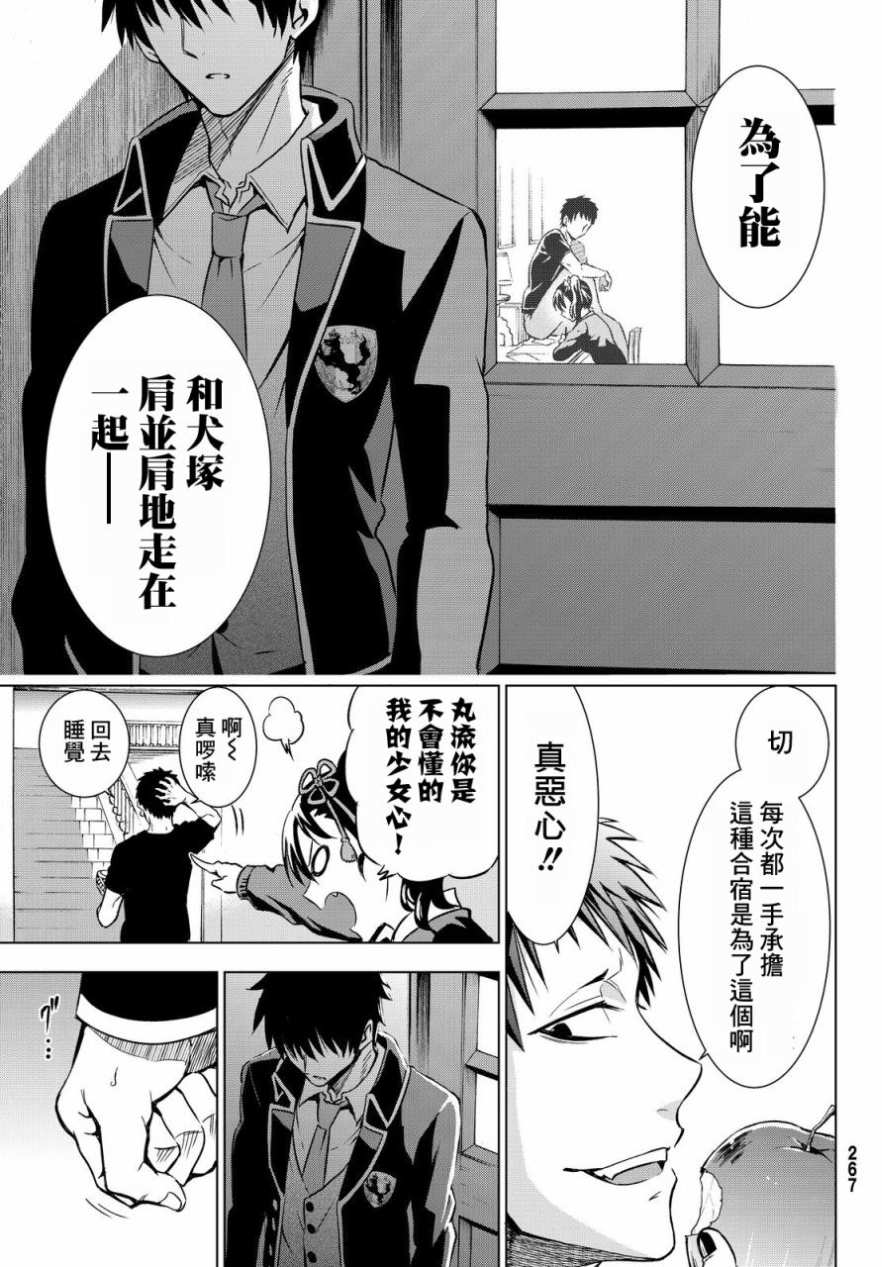 為了能
和犬塚
肩並肩地走在
一起——
切
每次都一手承擔
這種合宿是為了這個啊
真惡心!!
丸流你是
不會懂的
我的少女心!
啊~
真啰嗦
回去
睡覺
グ…
267